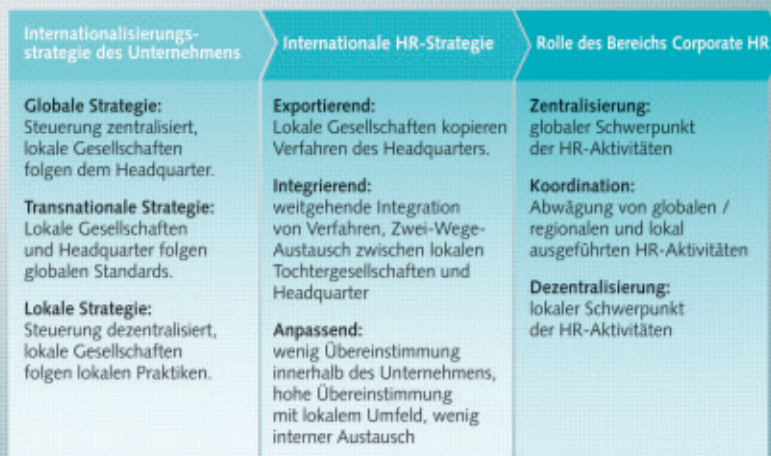 Internationalisierungs-
strategie des Unternehmens
Internationale HR-Strategie
Rolle des Bereichs Corporate HR
Globale Strategie:
Steuerung zentralisiert,
lokale Gesellschaften
folgen dem Headquarter.
Transnationale Strategie:
Lokale Gesellschaften
und Headquarter folgen
globalen Standards.
Lokale Strategie:
Steuerung dezentralisiert,
lokale Gesellschaften
folgen lokalen Praktiken.
Exportierend:
Lokale Gesellschaften kopieren
Verfahren des Headquarters.
Integrierend:
weitgehende Integration
von Verfahren, Zwei-Wege-
Austausch zwischen lokalen
Tochtergesellschaften und
Headquarter
Anpassend:
wenig Übereinstimmung
innerhalb des Unternehmens,
hohe Übereinstimmung
mit lokalem Umfeld, wenig
interner Austausch
Zentralisierung:
globaler Schwerpunkt
der HR-Aktivitäten
Koordination:
Abwägung von globalen /
regionalen und lokal
ausgeführten HR-Aktivitäten
Dezentralisierung:
lokaler Schwerpunkt
der HR-Aktivitäten